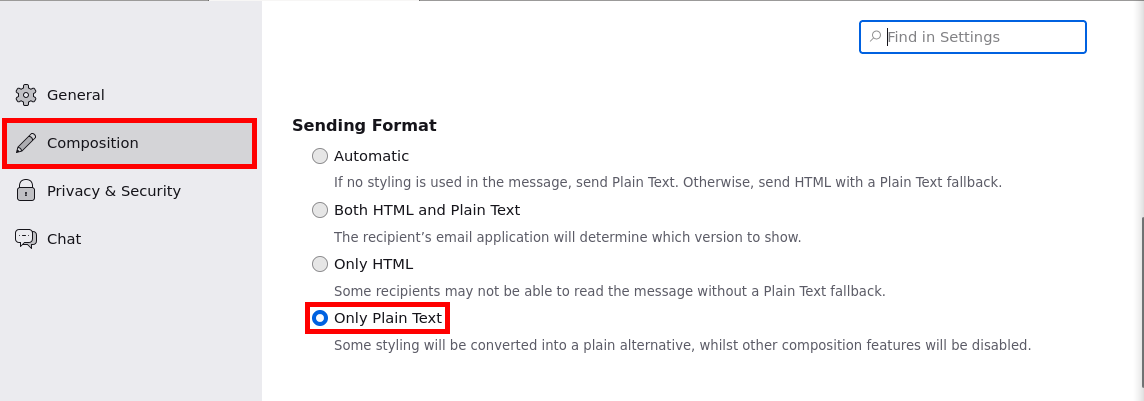 Find in Settings
General
Composition
Privacy & Security
Chat
Sending Format
Automatic
If no styling is used in the message, send Plain Text. Otherwise, send HTML with a Plain Text fallback.
Both HTML and Plain Text
The recipient’s email application will determine which version to show.
Only HTML
Some recipients may not be able to read the message without a Plain Text fallback.
Only Plain Text
Some styling will be converted into a plain alternative, whilst other composition features will be disabled.